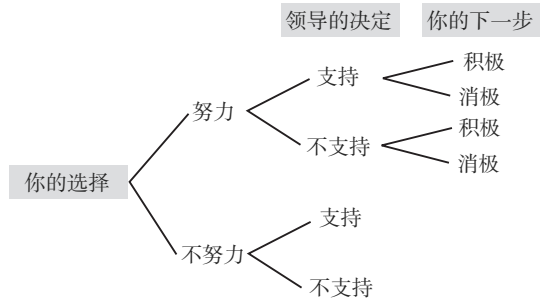 领导的决定 你的下一步
积极
支持
消极
努力
积极
不支持
消极
你的选择
支持
不努力
不支持